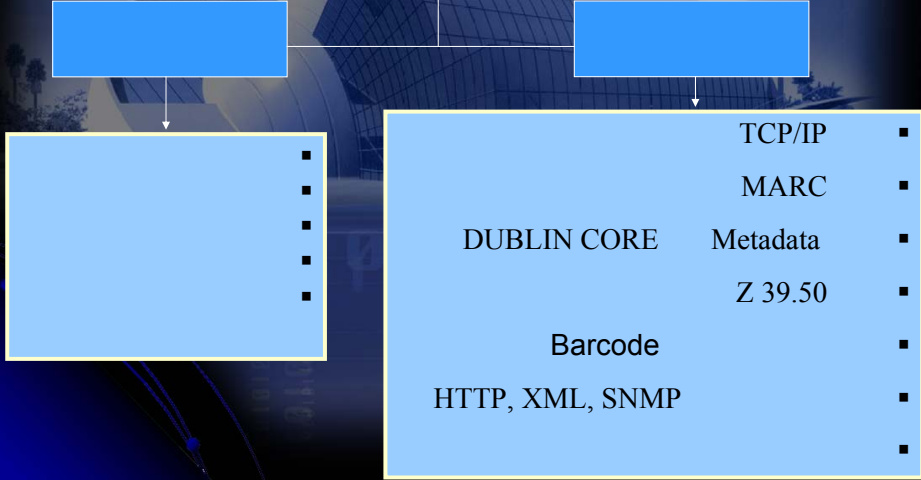 TCP/IP
MARC
DUBLIN CORE Metadata
Z 39.50
Barcode
HTTP, XML, SNMP